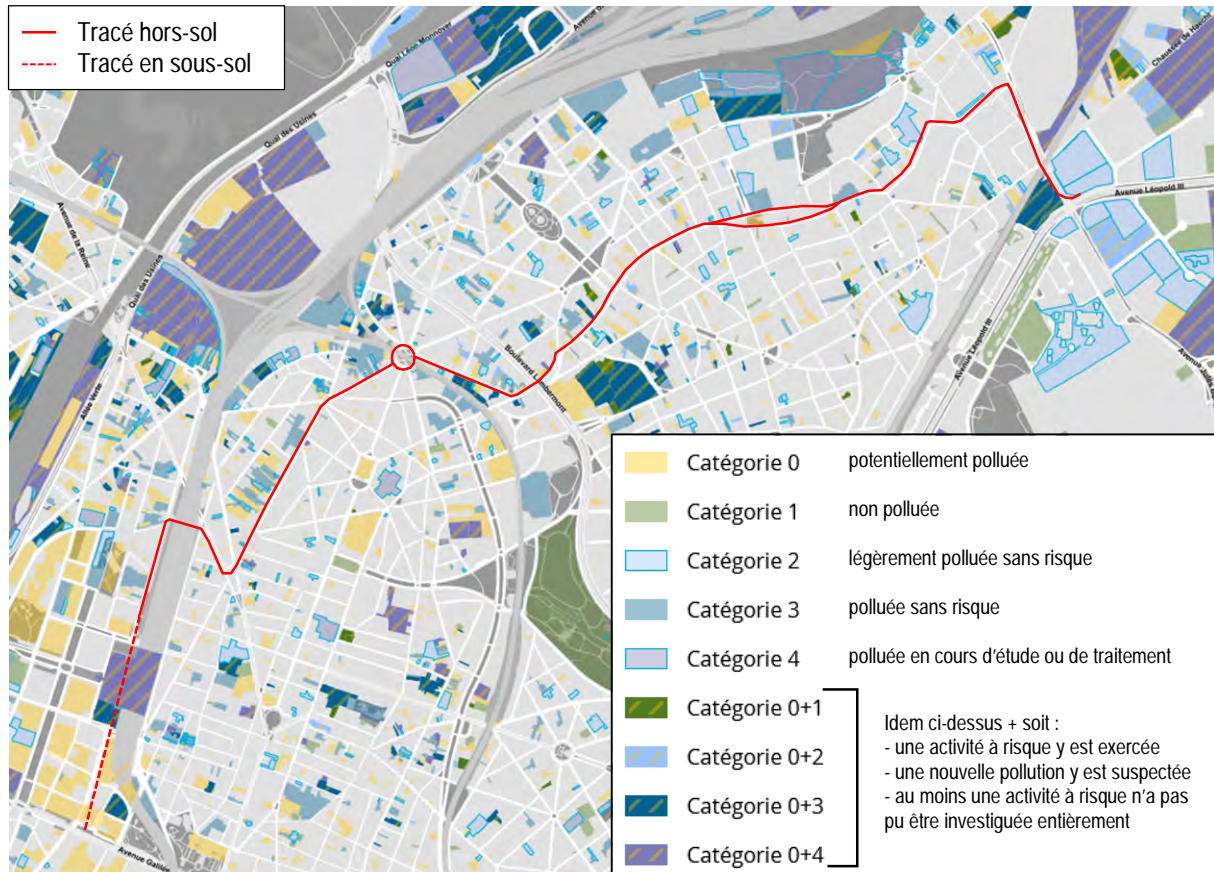 Tracé hors-sol
Tracé en sous-sol
Quai Léon Monnoyer
Chaussée de Haecht
Quai des Usines
Avenue de la Reine
Quai des Usines
Avenue Léopold III
Boulevard Lambermont
Avenue Léopold III
Allée Verte
Avenue Galilée
Catégorie 0 potentiellement polluée
Catégorie 1 non polluée
Catégorie 2 légèrement polluée sans risque
Catégorie 3 polluée sans risque
Catégorie 4 polluée en cours d'étude ou de traitement
Catégorie 0+1
Catégorie 0+2
Catégorie 0+3
Catégorie 0+4
Idem ci-dessus + soit :
- une activité à risque y est exercée
- une nouvelle pollution y est suspectée
- au moins une activité à risque n'a pas
pu être investiguée entièrement